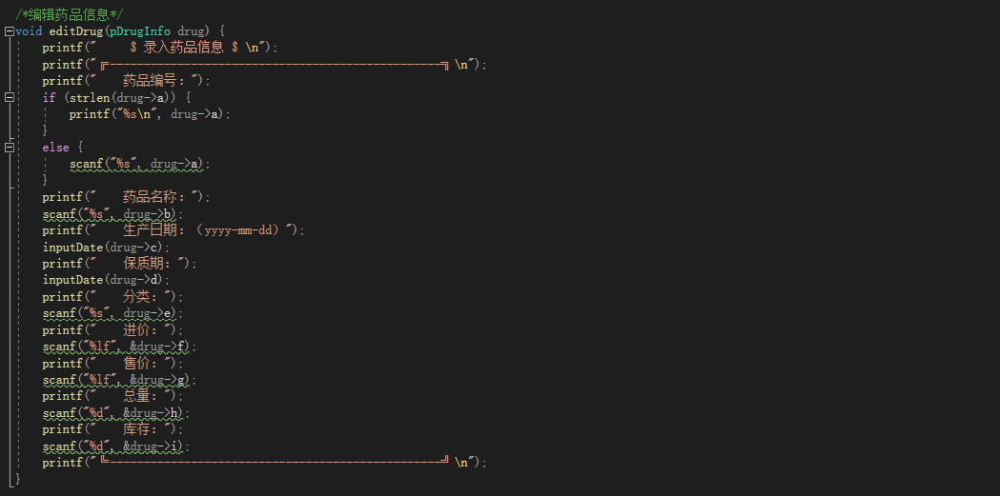 /*编辑药品信息*/
void editDrug(pDrugInfo drug) {
    printf("    $ 录入药品信息 $ \n");
    printf("╔-------------------------------------------------╗\n");
    printf("    药品编号：");
    if (strlen(drug->a)) {
        printf("%s\n", drug->a);
    }
    else {
        scanf("%s", drug->a);
    }
    printf("    药品名称：");
    scanf("%s", drug->b);
    printf("    生产日期：（yyyy-mm-dd）");
    inputDate(drug->c);
    printf("    保质期：");
    inputDate(drug->d);
    printf("    分类：");
    scanf("%s", drug->e);
    printf("    进价：");
    scanf("%lf", &drug->f);
    printf("    售价：");
    scanf("%lf", &drug->g);
    printf("    总量：");
    scanf("%d", &drug->h);
    printf("    库存：");
    scanf("%d", &drug->i);
    printf("╚-------------------------------------------------╝\n");
}